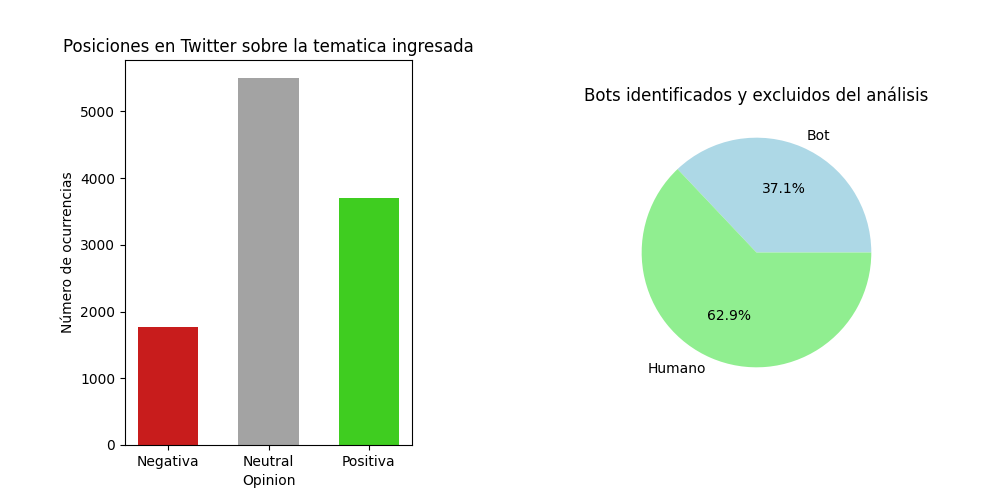 Posiciones en Twitter sobre la tematica ingresada
Número de ocurrencias
5000
4000
3000
2000
1000
0
Negativa
Neutral
Positiva
Opinion
Bots identificados y excluidos del análisis
Bot
37.1%
62.9%
Humano